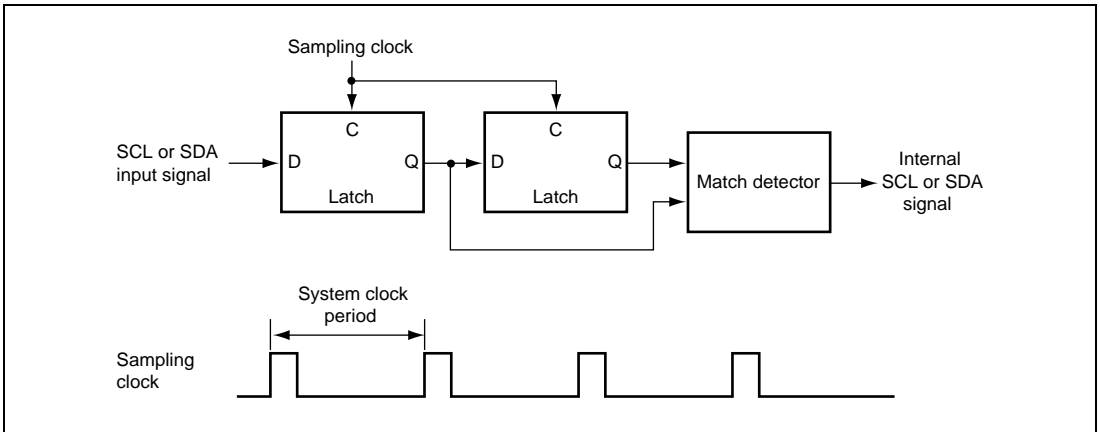 Sampling clock
SCL or SDA
input signal
D
C
Q
Latch
D
C
Q
Latch
Match detector
Internal
SCL or SDA
signal
System clock
period
Sampling
clock